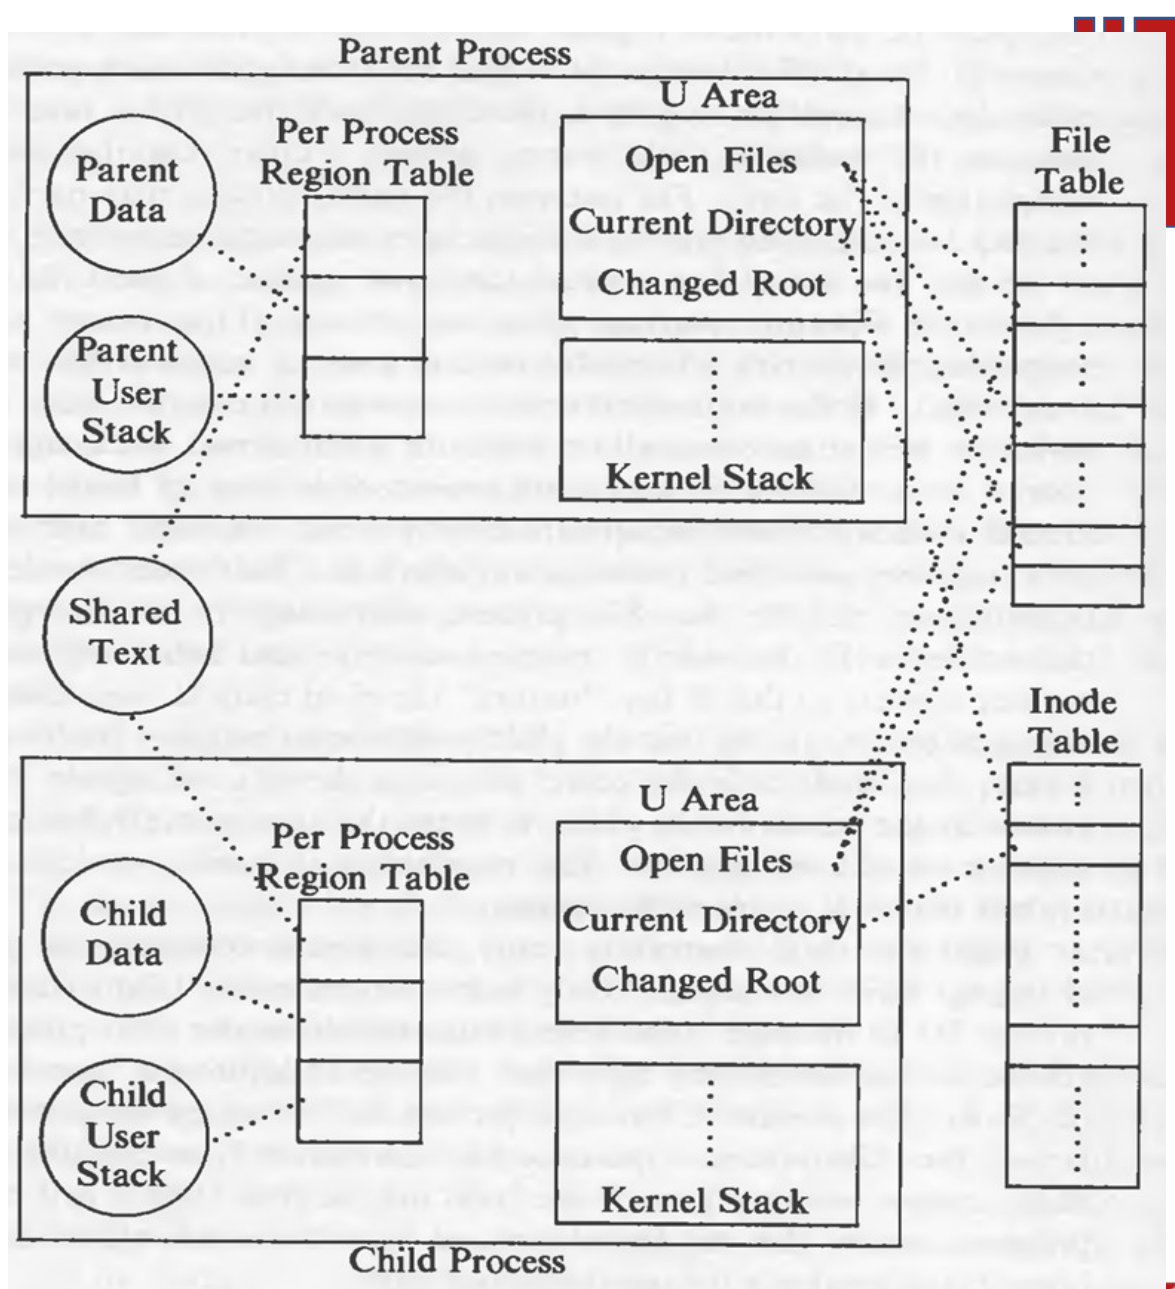 Parent Process
U Area
Parent
Data
Per Process
Region Table
Open Files
Current Directory
Changed Root
File
Table
Parent
User
Stack
Kernel Stack
Shared
Text
Inode
Table
U Area
Per Process
Region Table
Open Files
Current Directory
Changed Root
Child
Data
Child
User
Stack
Kernel Stack
Child Process